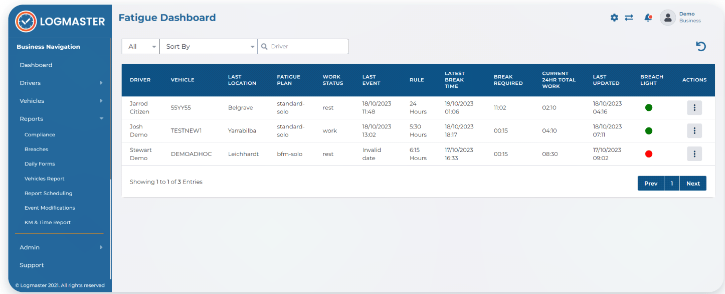 LOGMASTER
Fatigue Dashboard
Demo
Business
Business Navigation
Dashboard
Drivers
Vehicles
Reports
Compliance
Breaches
Daily Forms
Vehicles Report
Report Scheduling
Event Modifications
KM & Time Report
Admin
Support
© Logmaster 2021. All rights reserved
All
Sort By
Driver
DRIVER VEHICLE LAST LOCATION FATIGUE PLAN WORK STATUS LAST EVENT RULE LATEST BREAK TIME BREAK REQUIRED CURRENT 24HR TOTAL WORK LAST UPDATED BREACH LIGHT ACTIONS
Jarrod Citizen 55YY55 Belgrave standard-solo rest 18/10/2023 11:48 24 Hours 19/10/2023 01:06 11:02 02:10 18/10/2023 04:16
Josh Demo TESTNEW1 Yarrabilba standard-solo work 18/10/2023 13:02 5:30 Hours 18/10/2023 18:17 00:15 04:10 18/10/2023 07:11
Stewart Demo DEMOADHOC Leichhardt bfm-solo rest Invalid date 6:15 Hours 17/10/2023 16:33 00:15 08:30 17/10/2023 09:02
Showing 1 to 1 of 3 Entries
Prev 1 Next